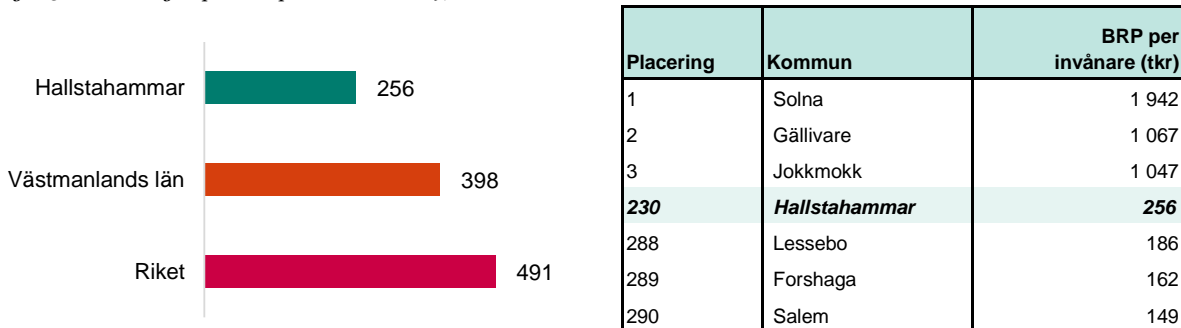 Hallstahammar 256
Västmanlands län 398
Riket 491
Placering Kommun BRP per invånare (tkr)
1 Solna 1 942
2 Gällivare 1 067
3 Jokkmokk 1 047
230 Hallstahammar 256
288 Lessebo 186
289 Forshaga 162
290 Salem 149